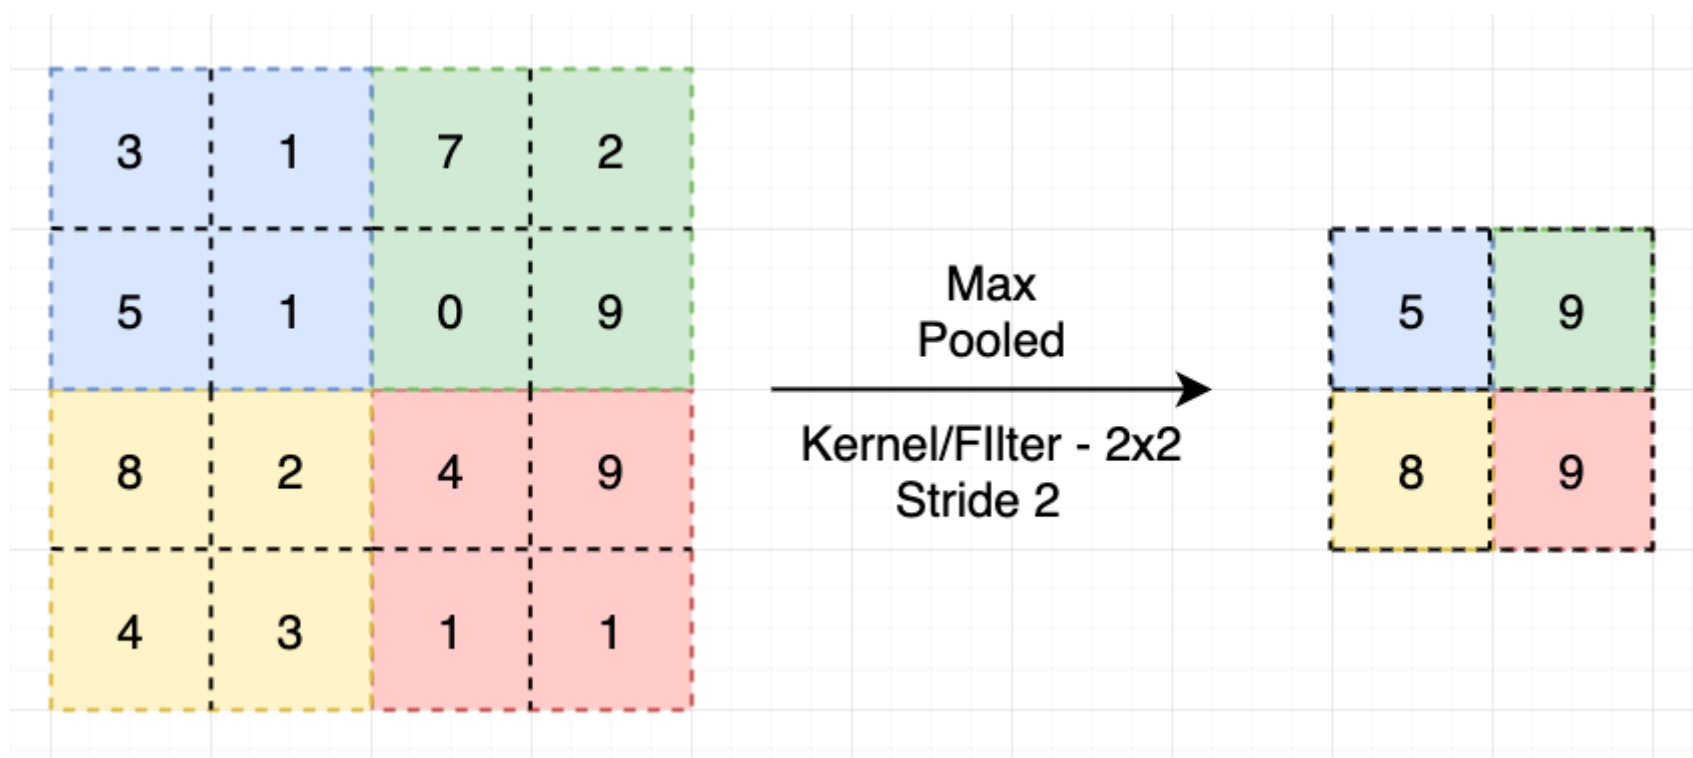 3 1 7 2
5 1 0 9
8 2 4 9
4 3 1 1
Max
Pooled
Kernel/FIlter - 2x2
Stride 2
5 9
8 9